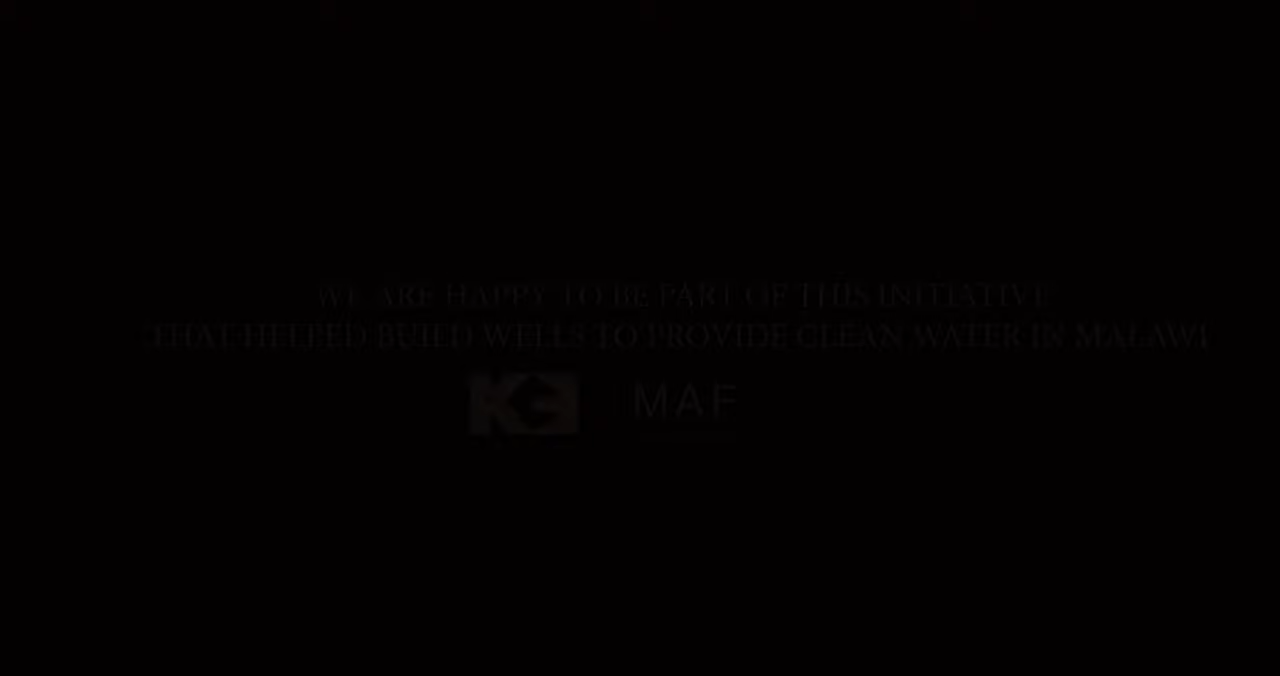 WE ARE HAPPY TO BE PART OF THIS INITIATIVE
THAT HELPED BUILD WELLS TO PROVIDE CLEAN WATER IN MALAWI
MAF